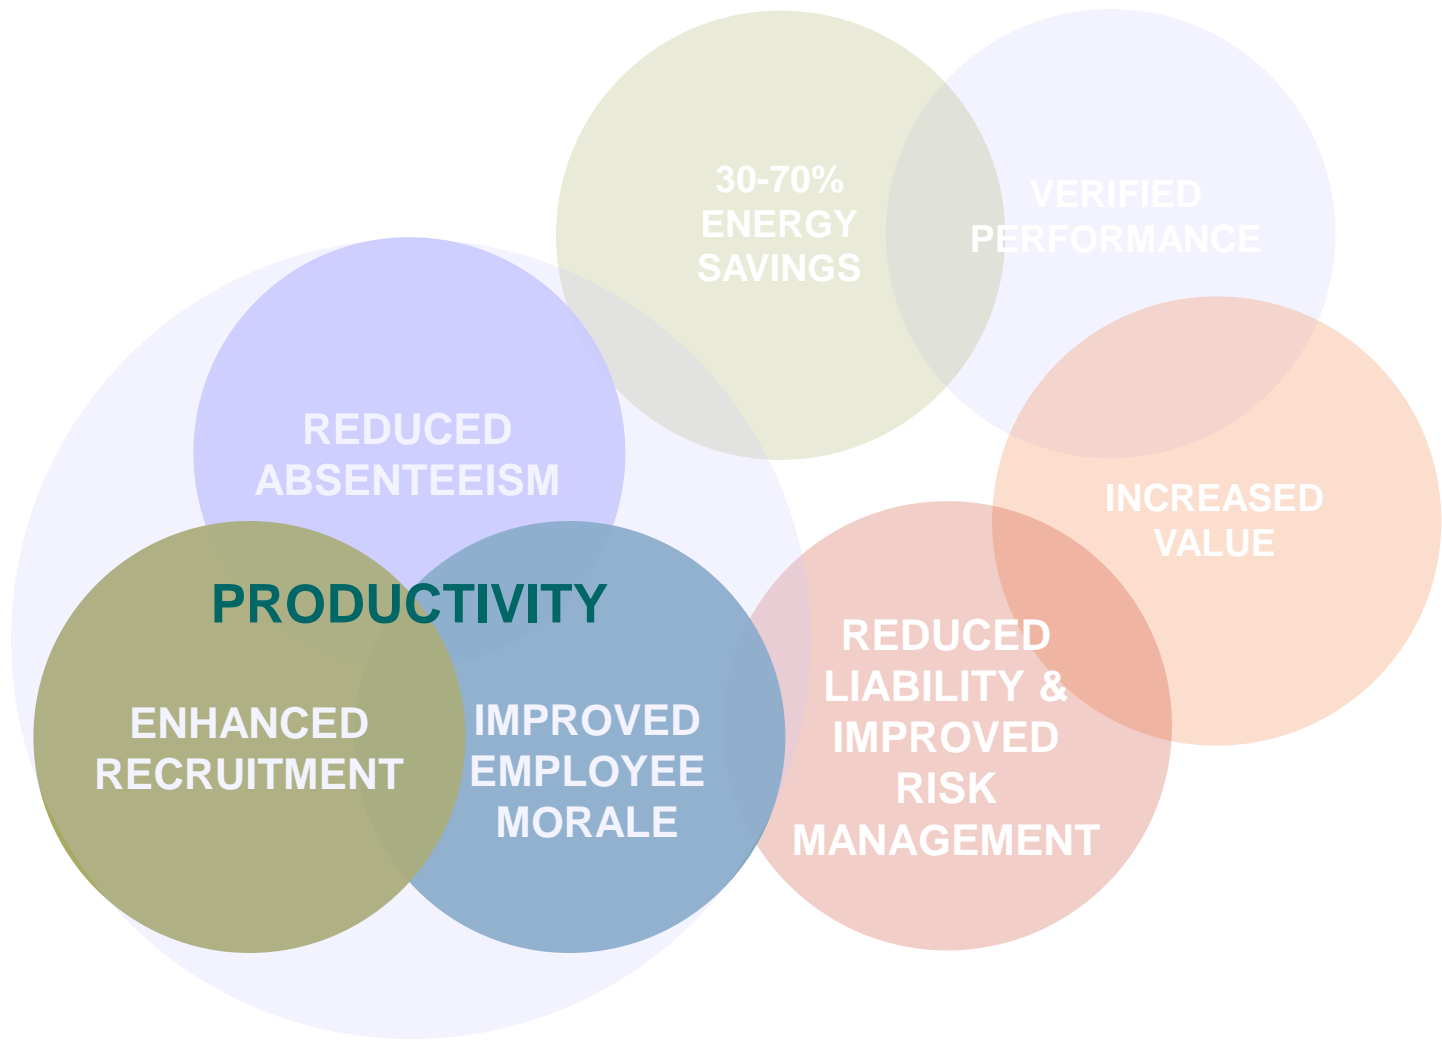 30-70%
ENERGY
SAVINGS
VERIFIED
PERFORMANCE
REDUCED
ABSENTEEISM
INCREASED
VALUE
PRODUCTIVITY
ENHANCED
RECRUITMENT
IMPROVED
EMPLOYEE
MORALE
REDUCED
LIABILITY &
IMPROVED
RISK
MANAGEMENT